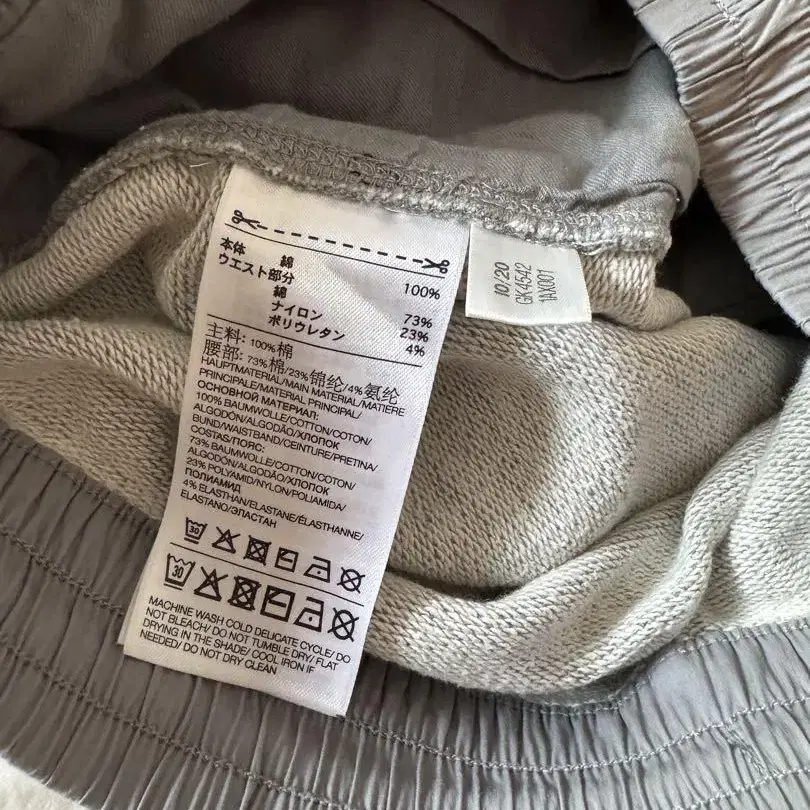 本体 綿
100%
ウエスト部分
綿 73%
ナイロン 23%
ポリウレタン 4%
主料: 100%棉
腰部: 73%棉/23%锦纶/4%氨纶
HAUPTMATERIAL/MAIN MATERIAL/MATIERE
PRINCIPALE/MATERIAL PRINCIPAL/
ОСНОВНОЙ МАТЕРИАЛ:
100% BAUMWOLLE/COTTON/COTON/
ALGODÓN/ALGODÃO/ХЛОПОК
BUND/WAISTBAND/CEINTURE/PRETINA/
COSTAS/ПОЯС:
73% BAUMWOLLE/COTTON/COTON/
ALGODÓN/ALGODÃO/ХЛОПОК
23% POLYAMID/NYLON/POLIAMIDA/
ПОЛИАМИД
4% ELASTHAN/ELASTANE/ÉLASTHANNE/
ELASTANO/ЭЛАСТАН
30
30
MACHINE WASH COLD DELICATE CYCLE/ DO
NOT BLEACH/ DO NOT TUMBLE DRY/ FLAT
DRYING IN THE SHADE/ COOL IRON IF
NEEDED/ DO NOT DRY CLEAN
10/20
GK4542
1AX001